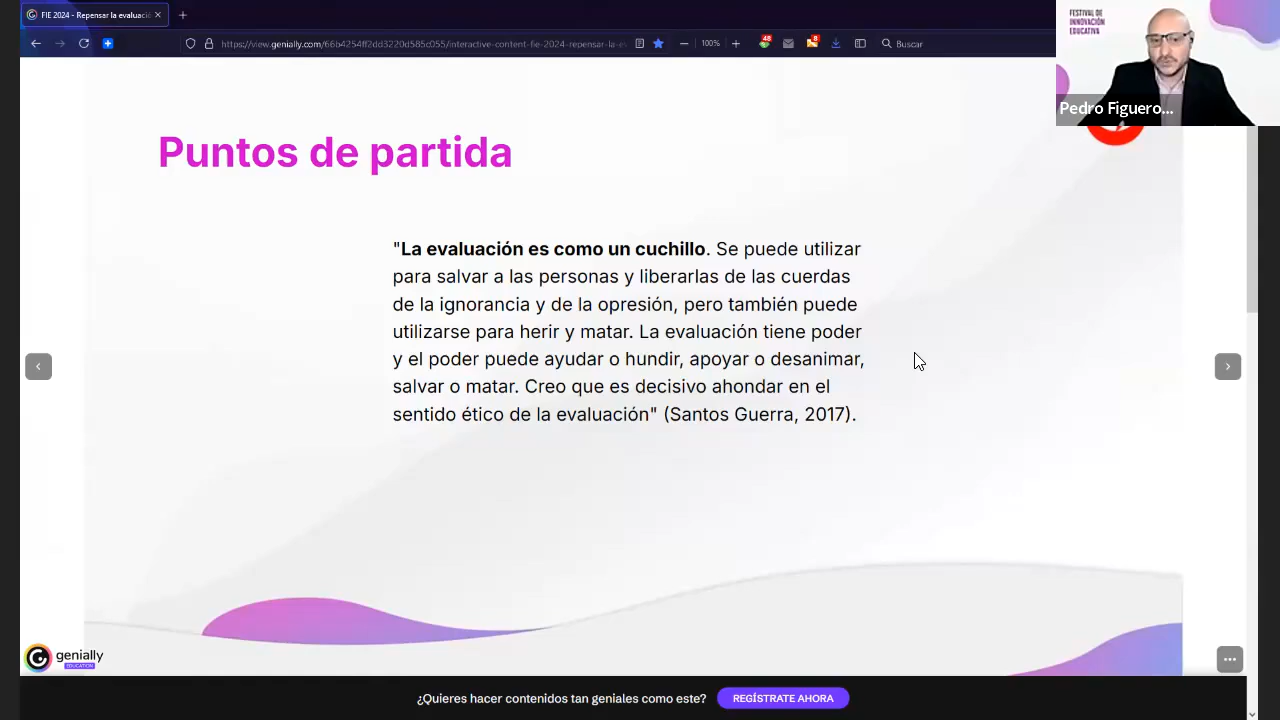 FIE 2024 - Repensar la evaluació
https://view.genially.com/66b4254ff2dd3220d585c055/interactive-content-fie-2024-repensar-la-e
100%
48
8
Buscar
FESTIVAL DE
INNOVACIÓN
EDUCATIVA
Pedro Figuero...
Puntos de partida
"La evaluación es como un cuchillo. Se puede utilizar
para salvar a las personas y liberarlas de las cuerdas
de la ignorancia y de la opresión, pero también puede
utilizarse para herir y matar. La evaluación tiene poder
y el poder puede ayudar o hundir, apoyar o desanimar,
salvar o matar. Creo que es decisivo ahondar en el
sentido ético de la evaluación" (Santos Guerra, 2017).
genially
EDUCATION
¿Quieres hacer contenidos tan geniales como este?
REGÍSTRATE AHORA